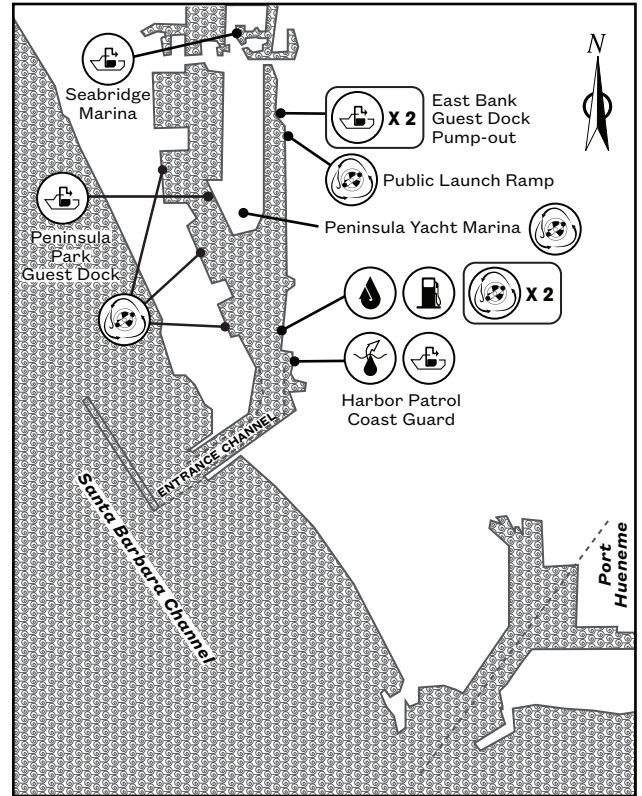 N
Seabridge
Marina
X 2
East Bank
Guest Dock
Pump-out
Public Launch Ramp
Peninsula Yacht Marina
Peninsula
Park
Guest Dock
X 2
Harbor Patrol
Coast Guard
ENTRANCE CHANNEL
Santa Barbara Channel
Port
Hueneme